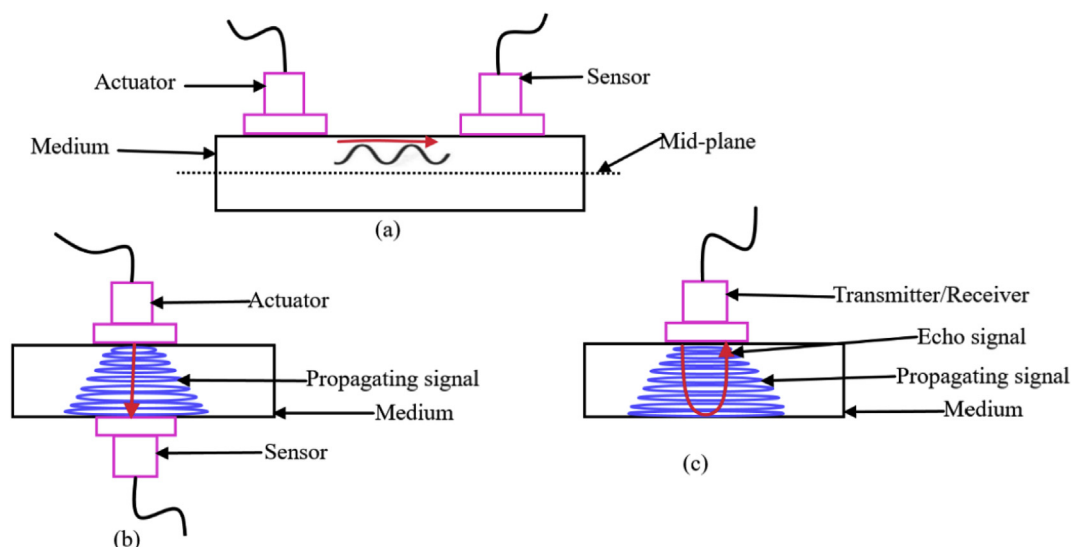 Actuator
Sensor
Medium
Mid-plane
(a)
Actuator
Propagating signal
Medium
Sensor
(b)
Transmitter/Receiver
Echo signal
Propagating signal
Medium
(c)